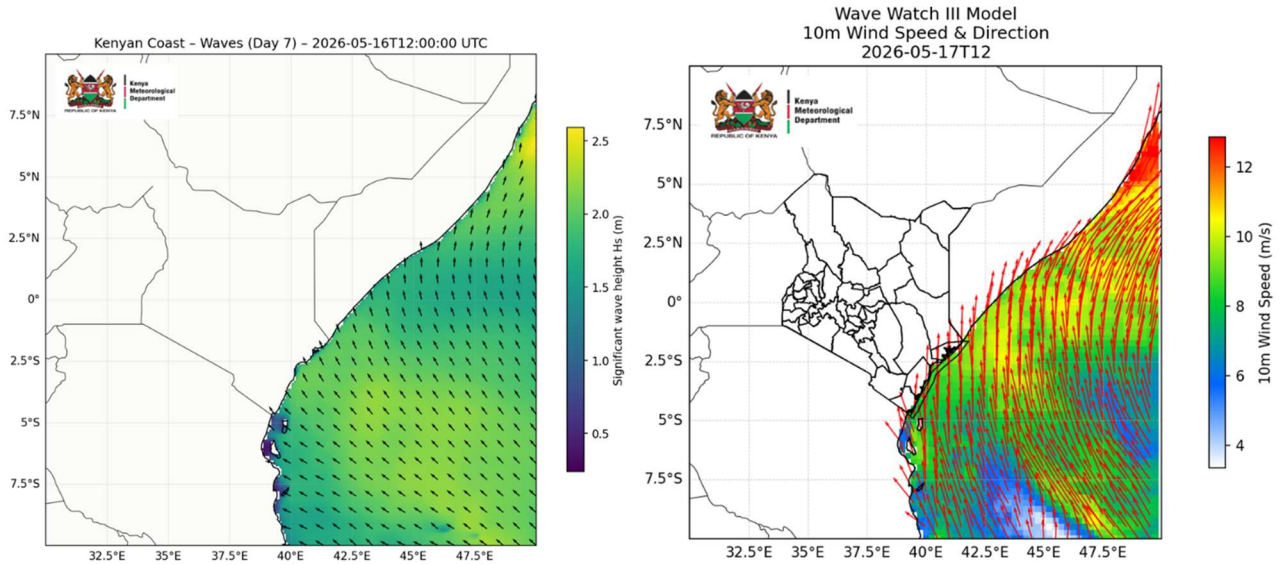 Kenyan Coast – Waves (Day 7) – 2026-05-16T12:00:00 UTC
Kenya
Meteorological
Department
REPUBLIC OF KENYA
7.5°N
5°N
2.5°N
0°
2.5°S
5°S
7.5°S
32.5°E 35°E 37.5°E 40°E 42.5°E 45°E 47.5°E
2.5
2.0
1.5
1.0
0.5
Significant wave height Hs (m)
Wave Watch III Model
10m Wind Speed & Direction
2026-05-17T12
Kenya
Meteorological
Department
REPUBLIC OF KENYA
7.5°N
5°N
2.5°N
0°
2.5°S
5°S
7.5°S
32.5°E 35°E 37.5°E 40°E 42.5°E 45°E 47.5°E
12
10
8
6
4
10m Wind Speed (m/s)